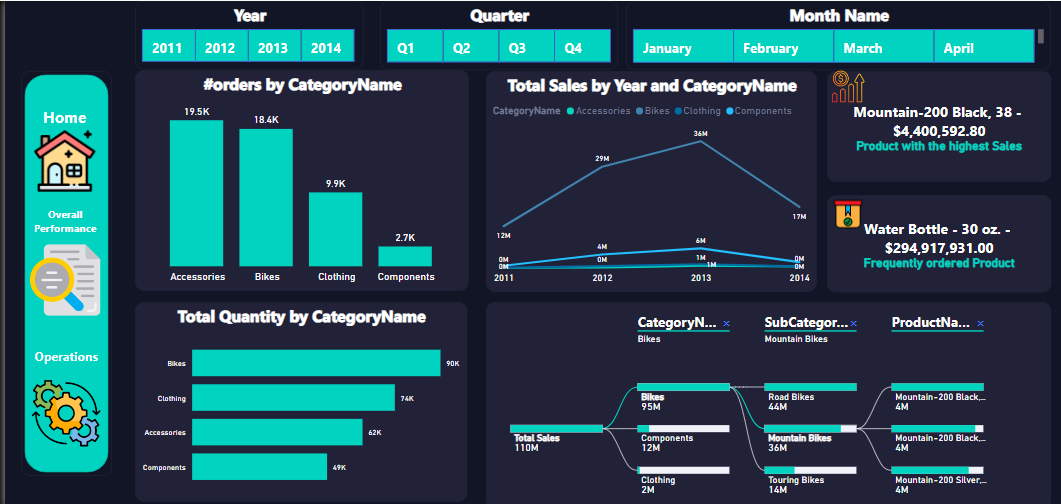 Year
Quarter
Month Name
2011 2012 2013 2014
Q1 Q2 Q3 Q4
January February March April
Home
Overall
Performance
Operations
#orders by CategoryName
19.5K
18.4K
9.9K
2.7K
Accessories Bikes Clothing Components
Total Sales by Year and CategoryName
CategoryName Accessories Bikes Clothing Components
36M
29M
17M
12M
4M
6M
0M
0M
0M
1M
1M
0M
0M
2011 2012 2013 2014
Mountain-200 Black, 38 -
$4,400,592.80
Product with the highest Sales
Water Bottle - 30 oz. -
$294,917,931.00
Frequently ordered Product
Total Quantity by CategoryName
Bikes 90K
Clothing 74K
Accessories 62K
Components 49K
CategoryN... × SubCategor... × ProductNa... ×
Bikes Mountain Bikes
Total Sales
110M
Bikes
95M
Components
12M
Clothing
2M
Road Bikes
44M
Mountain Bikes
36M
Touring Bikes
14M
Mountain-200 Black,...
4M
Mountain-200 Black,...
4M
Mountain-200 Silver,...
4M